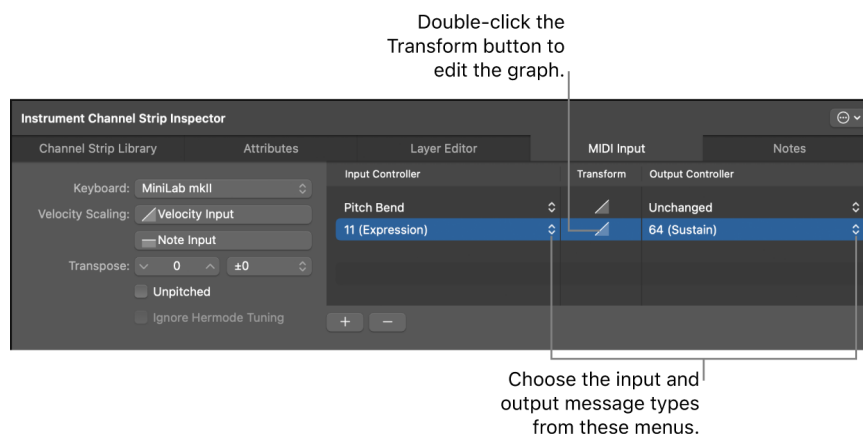 Double-click the
Transform button to
edit the graph.
Instrument Channel Strip Inspector
Channel Strip Library Attributes Layer Editor MIDI Input Notes
Input Controller Transform Output Controller
Keyboard: MiniLab mkII
Pitch Bend Unchanged
Velocity Scaling: Velocity Input
11 (Expression) 64 (Sustain)
Note Input
Transpose: 0 ±0
Unpitched
Ignore Hermode Tuning
+ −
Choose the input and
output message types
from these menus.